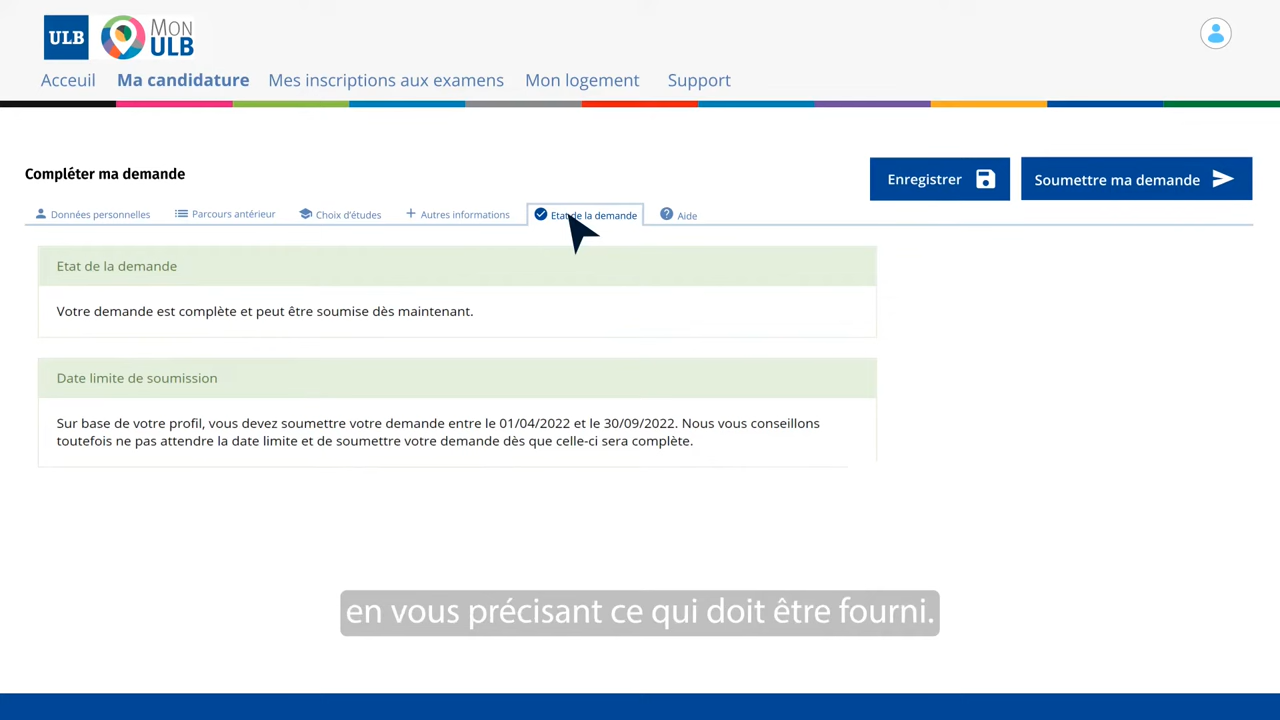 ULB
MON
ULB
Acceuil
Ma candidature
Mes inscriptions aux examens
Mon logement
Support
Compléter ma demande
Enregistrer
Soumettre ma demande
Données personnelles
Parcours antérieur
Choix d'études
Autres informations
Etat de la demande
Aide
Etat de la demande
Votre demande est complète et peut être soumise dès maintenant.
Date limite de soumission
Sur base de votre profil, vous devez soumettre votre demande entre le 01/04/2022 et le 30/09/2022. Nous vous conseillons
toutefois ne pas attendre la date limite et de soumettre votre demande dès que celle-ci sera complète.
en vous précisant ce qui doit être fourni.